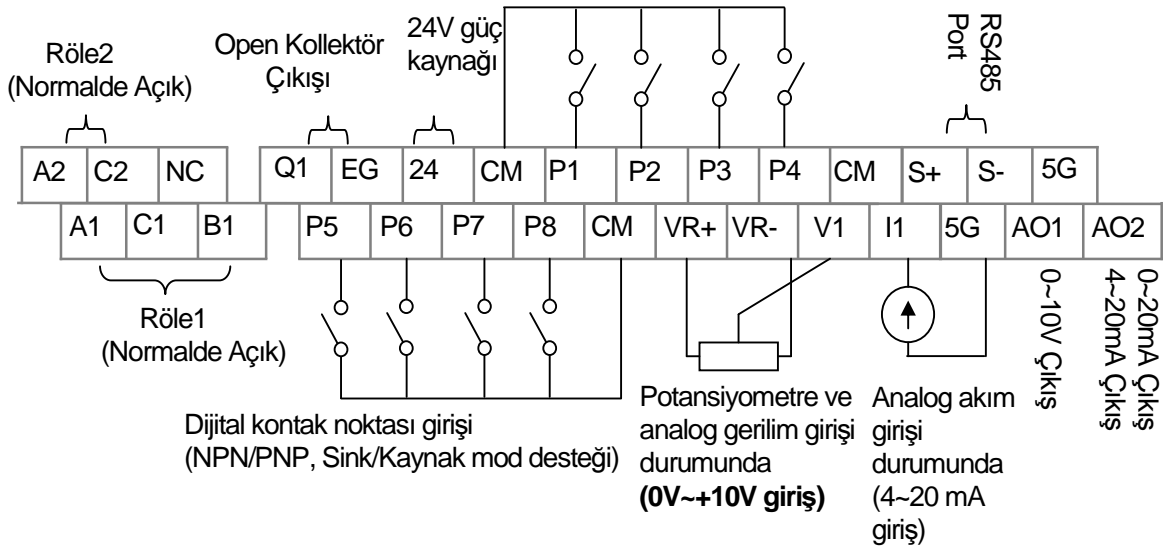 Röle2
(Normalde Açık)
Open Kollektör
Çıkışı
24V güç
kaynağı
RS485
Port
A2 C2 NC
Q1 EG 24 CM P1 P2 P3 P4 CM S+ S- 5G
A1 C1 B1
P5 P6 P7 P8 CM VR+ VR- V1 I1 5G AO1 AO2
Röle1
(Normalde Açık)
Dijital kontak noktası girişi
(NPN/PNP, Sink/Kaynak mod desteği)
Potansiyometre ve
analog gerilim girişi
durumunda
(0V~+10V giriş)
Analog akım
girişi
durumunda
(4~20 mA
giriş)
0~10V Çıkış
0~20mA Çıkış
4~20mA Çıkış